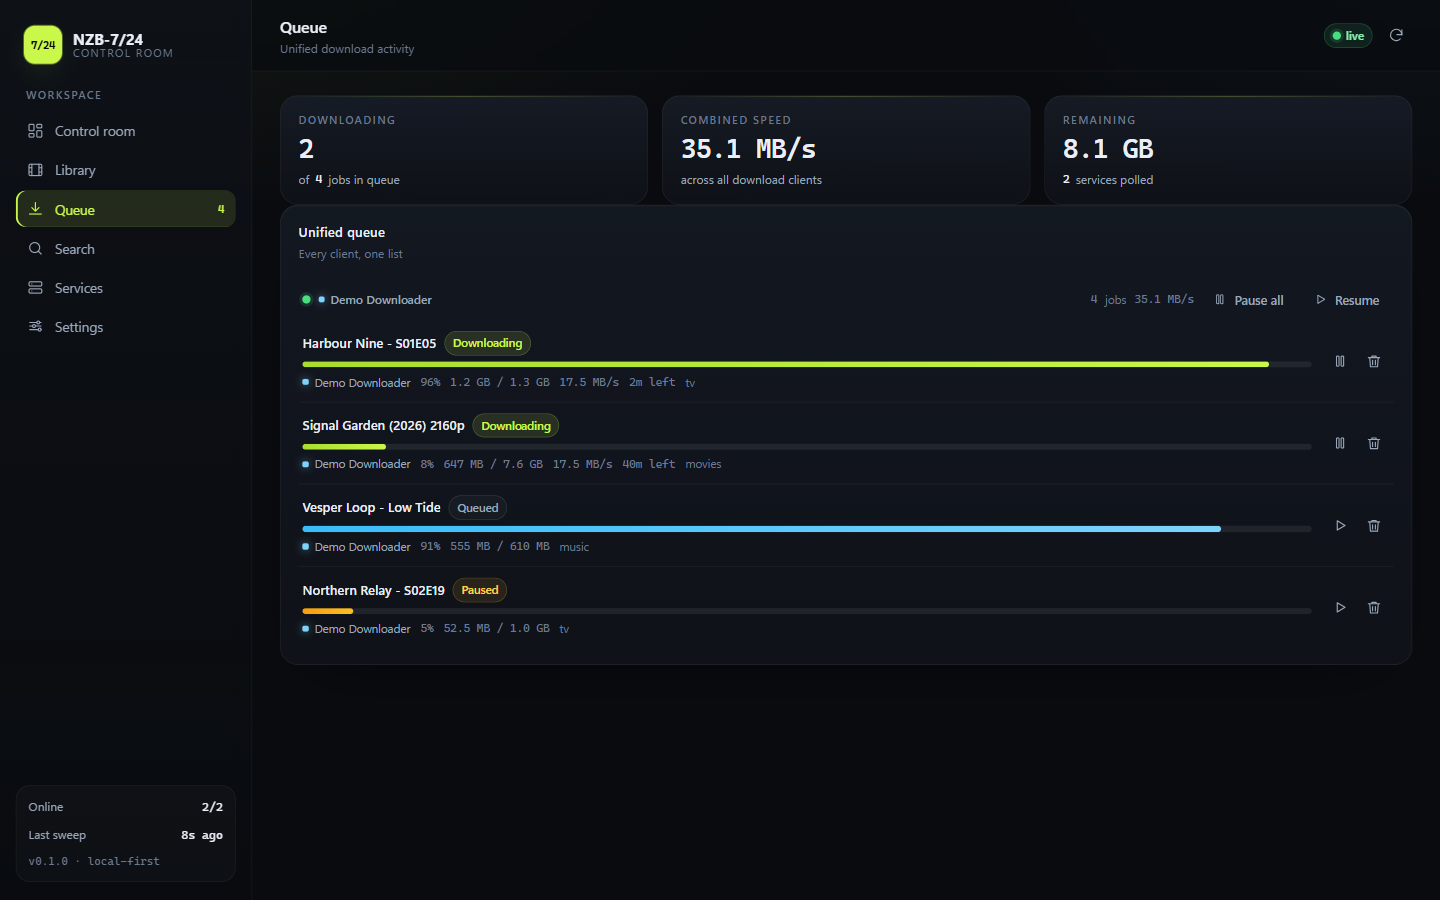 7/24
NZB-7/24
CONTROL ROOM
WORKSPACE
Control room
Library
Queue 4
Search
Services
Settings
Online 2/2
Last sweep 8s ago
v0.1.0 · local-first
Queue
Unified download activity
live
DOWNLOADING
2
of 4 jobs in queue
COMBINED SPEED
35.1 MB/s
across all download clients
REMAINING
8.1 GB
2 services polled
Unified queue
Every client, one list
Demo Downloader 4 jobs 35.1 MB/s Pause all Resume
Harbour Nine - S01E05 Downloading
Demo Downloader 96% 1.2 GB / 1.3 GB 17.5 MB/s 2m left tv
Signal Garden (2026) 2160p Downloading
Demo Downloader 8% 647 MB / 7.6 GB 17.5 MB/s 40m left movies
Vesper Loop - Low Tide Queued
Demo Downloader 91% 555 MB / 610 MB music
Northern Relay - S02E19 Paused
Demo Downloader 5% 52.5 MB / 1.0 GB tv